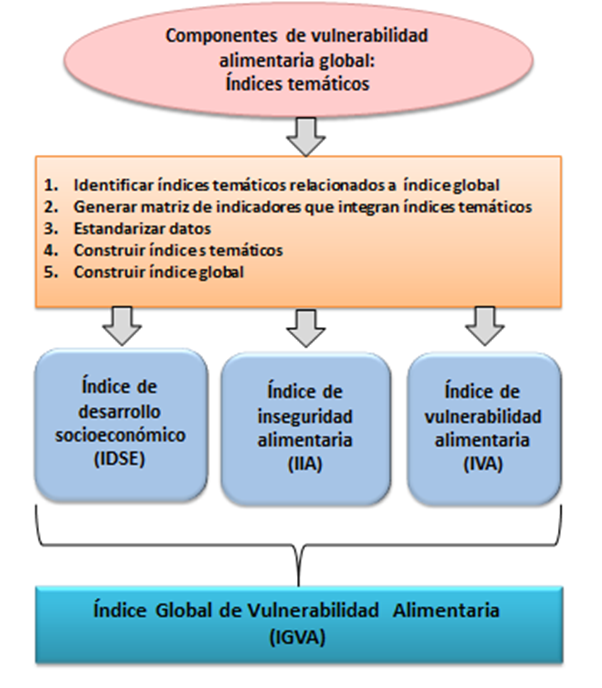 Componentes de vulnerabilidad
alimentaria global:
Índices temáticos
1. Identificar índices temáticos relacionados a índice global
2. Generar matriz de indicadores que integran índices temáticos
3. Estandarizar datos
4. Construir índices temáticos
5. Construir índice global
Índice de
desarrollo
socioeconómico
(IDSE)
Índice de
inseguridad
alimentaria
(IIA)
Índice de
vulnerabilidad
alimentaria
(IVA)
Índice Global de Vulnerabilidad Alimentaria
(IGVA)